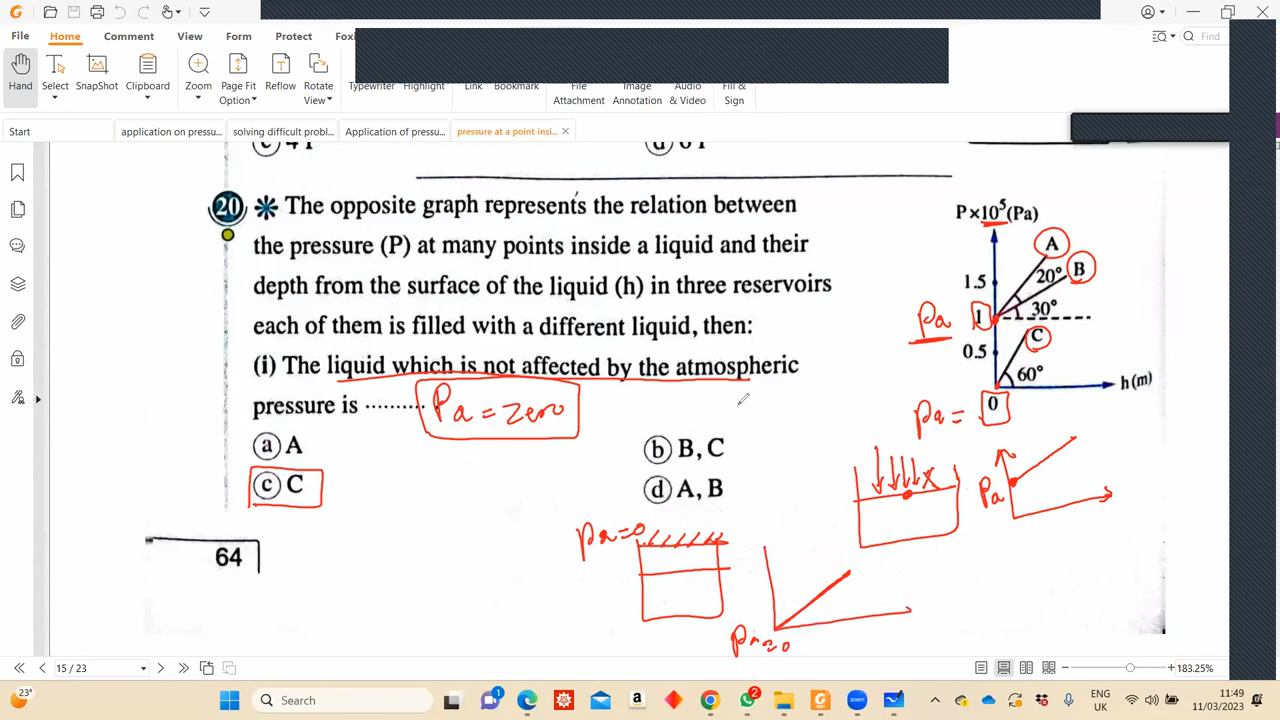 File Home Comment View Form Protect
Find
Hand Select SnapShot Clipboard Zoom Page Fit Option Reflow Rotate View Typewriter Highlight Link Bookmark File Attachment Image Annotation Audio & Video Fill & Sign
Start application on pressu... solving difficult probl... Application of pressu... pressure at a point insi...
20 * The opposite graph represents the relation between
the pressure (P) at many points inside a liquid and their
depth from the surface of the liquid (h) in three reservoirs
each of them is filled with a different liquid, then:
(i) The liquid which is not affected by the atmospheric
pressure is .......... Pa = zero
a A
b B, C
c C
d A, B
64
P×10⁵(Pa)
A
20° B
1.5
30°
Pa 1
C
0.5
60°
h(m)
Pa = 0
Pa
Pa=0
15 / 23
183.25%
23°
Search
1
2
ENG
UK
11:49
11/03/2023